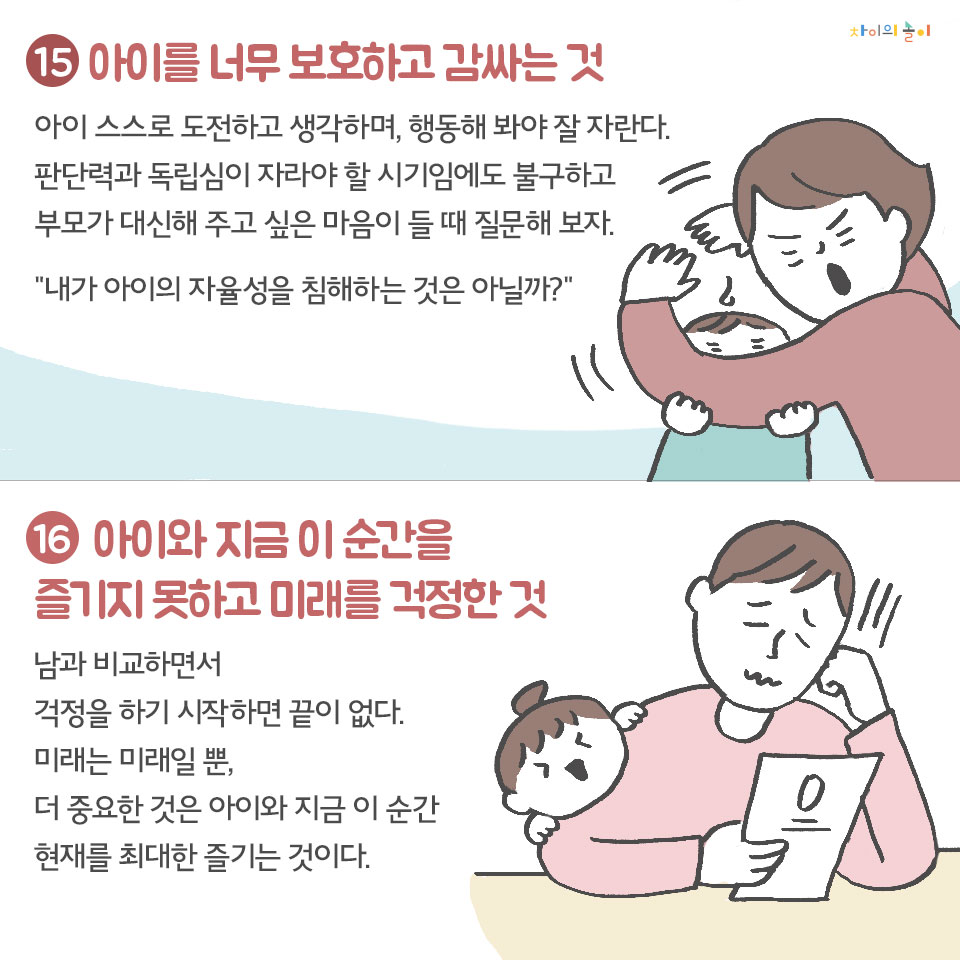 차이의 놀이
15 아이를 너무 보호하고 감싸는 것
아이 스스로 도전하고 생각하며, 행동해 봐야 잘 자란다.
판단력과 독립심이 자라야 할 시기임에도 불구하고
부모가 대신해 주고 싶은 마음이 들 때 질문해 보자.
"내가 아이의 자율성을 침해하는 것은 아닐까?"
16 아이와 지금 이 순간을
즐기지 못하고 미래를 걱정한 것
남과 비교하면서
걱정을 하기 시작하면 끝이 없다.
미래는 미래일 뿐,
더 중요한 것은 아이와 지금 이 순간
현재를 최대한 즐기는 것이다.
0